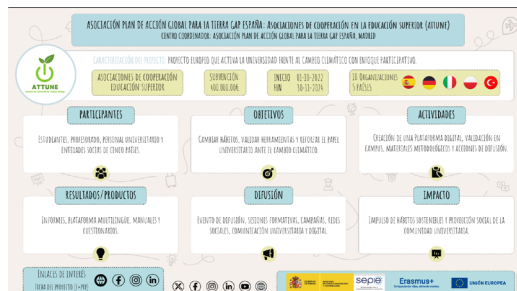 ASOCIACIÓN PLAN DE ACCIÓN GLOBAL PARA LA TIERRA GAP ESPAÑA: ASOCIACIONES DE COOPERACIÓN EN LA EDUCACIÓN SUPERIOR (ATTUNE)
CENTRO COORDINADOR: ASOCIACIÓN PLAN DE ACCIÓN GLOBAL PARA LA TIERRA GAP ESPAÑA, MADRID
CARACTERIZACIÓN DEL PROYECTO: PROYECTO EUROPEO QUE ACTIVA LA UNIVERSIDAD FRENTE AL CAMBIO CLIMÁTICO CON ENFOQUE PARTICIPATIVO.
ATTUNE
ASOCIACIONES DE COOPERACIÓN
EDUCACIÓN SUPERIOR
SUBVENCIÓN
400.000,00€
INICIO 01-10-2022
FIN 30-11-2024
10 ORGANIZACIONES
5 PAÍSES
PARTICIPANTES
ESTUDIANTES, PROFESORADO, PERSONAL UNIVERSITARIO Y
ENTIDADES SOCIAS DE CINCO PAÍSES.
OBJETIVOS
CAMBIAR HÁBITOS, VALIDAR HERRAMIENTAS Y REFORZAR EL PAPEL
UNIVERSITARIO ANTE EL CAMBIO CLIMÁTICO.
ACTIVIDADES
CREACIÓN DE UNA PLATAFORMA DIGITAL, VALIDACIÓN EN
CAMPUS, MATERIALES METODOLÓGICOS Y ACCIONES DE DIFUSIÓN.
RESULTADOS/PRODUCTOS
INFORMES, PLATAFORMA MULTILINGÜE, MANUALES Y
CUESTIONARIOS.
DIFUSIÓN
EVENTO DE DIFUSIÓN, SESIONES FORMATIVAS, CAMPAÑAS, REDES
SOCIALES, COMUNICACIÓN UNIVERSITARIA Y DIGITAL.
IMPACTO
IMPULSO DE HÁBITOS SOSTENIBLES Y PROYECCIÓN SOCIAL DE LA
COMUNIDAD UNIVERSITARIA.
ENLACES DE INTERÉS
FICHA DEL PROYECTO (+PR)
sepie
Erasmus+
UNIÓN EUROPEA